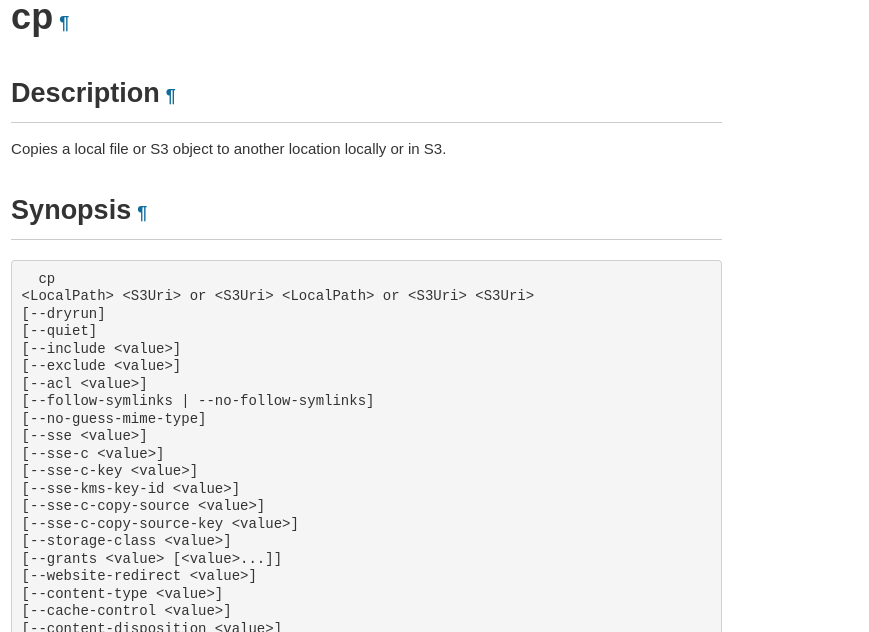 cp ¶
Description ¶
Copies a local file or S3 object to another location locally or in S3.
Synopsis ¶
cp
<LocalPath> <S3Uri> or <S3Uri> <LocalPath> or <S3Uri> <S3Uri>
[--dryrun]
[--quiet]
[--include <value>]
[--exclude <value>]
[--acl <value>]
[--follow-symlinks | --no-follow-symlinks]
[--no-guess-mime-type]
[--sse <value>]
[--sse-c <value>]
[--sse-c-key <value>]
[--sse-kms-key-id <value>]
[--sse-c-copy-source <value>]
[--sse-c-copy-source-key <value>]
[--storage-class <value>]
[--grants <value> [<value>...]]
[--website-redirect <value>]
[--content-type <value>]
[--cache-control <value>]
[--content-disposition <value>]